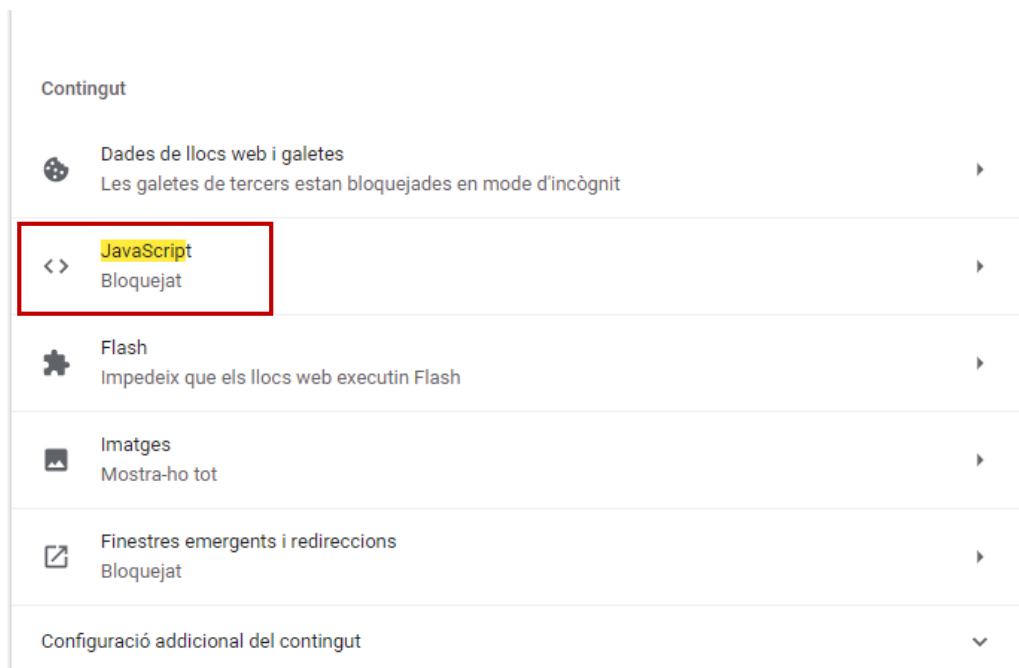 Contingut
Dades de llocs web i galetes
Les galetes de tercers estan bloquejades en mode d'incògnit
JavaScript
Bloquejat
Flash
Impedeix que els llocs web executin Flash
Imatges
Mostra-ho tot
Finestres emergents i redireccions
Bloquejat
Configuració addicional del contingut